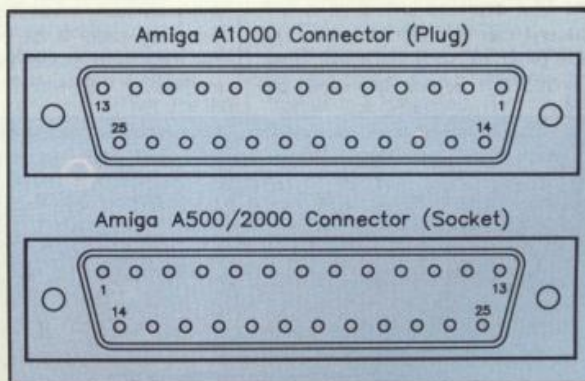 Amiga A1000 Connector (Plug)
13 1
25 14
Amiga A500/2000 Connector (Socket)
1 13
14 25